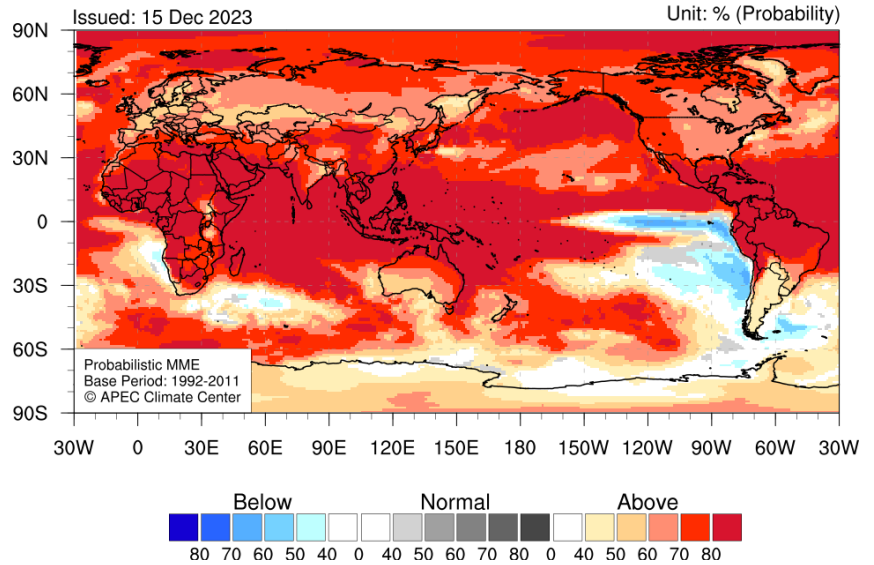 Issued: 15 Dec 2023
Unit: % (Probability)
90N
60N
30N
0
30S
60S
90S
Probabilistic MME
Base Period: 1992-2011
© APEC Climate Center
30W 0 30E 60E 90E 120E 150E 180 150W 120W 90W 60W 30W
Below Normal Above
80 70 60 50 40 0 40 50 60 70 80 0 40 50 60 70 80